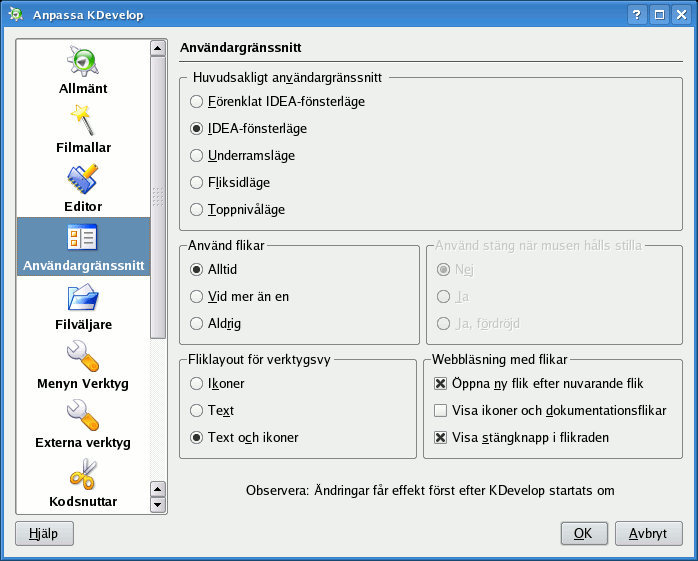 Anpassa KDevelop
Allmänt
Filmallar
Editor
Användargränssnitt
Filväljare
Menyn Verktyg
Externa verktyg
Kodsnuttar
Användargränssnitt
Huvudsakligt användargränssnitt
Förenklat IDEA-fönsterläge
IDEA-fönsterläge
Underramsläge
Fliksidläge
Toppnivåläge
Använd flikar
Alltid
Vid mer än en
Aldrig
Använd stäng när musen hålls stilla
Nej
Ja
Ja, fördröjd
Fliklayout för verktygsvy
Ikoner
Text
Text och ikoner
Webbläsning med flikar
Öppna ny flik efter nuvarande flik
Visa ikoner och dokumentationsflikar
Visa stängknapp i flikraden
Observera: Ändringar får effekt först efter KDevelop startats om
Hjälp
OK
Avbryt